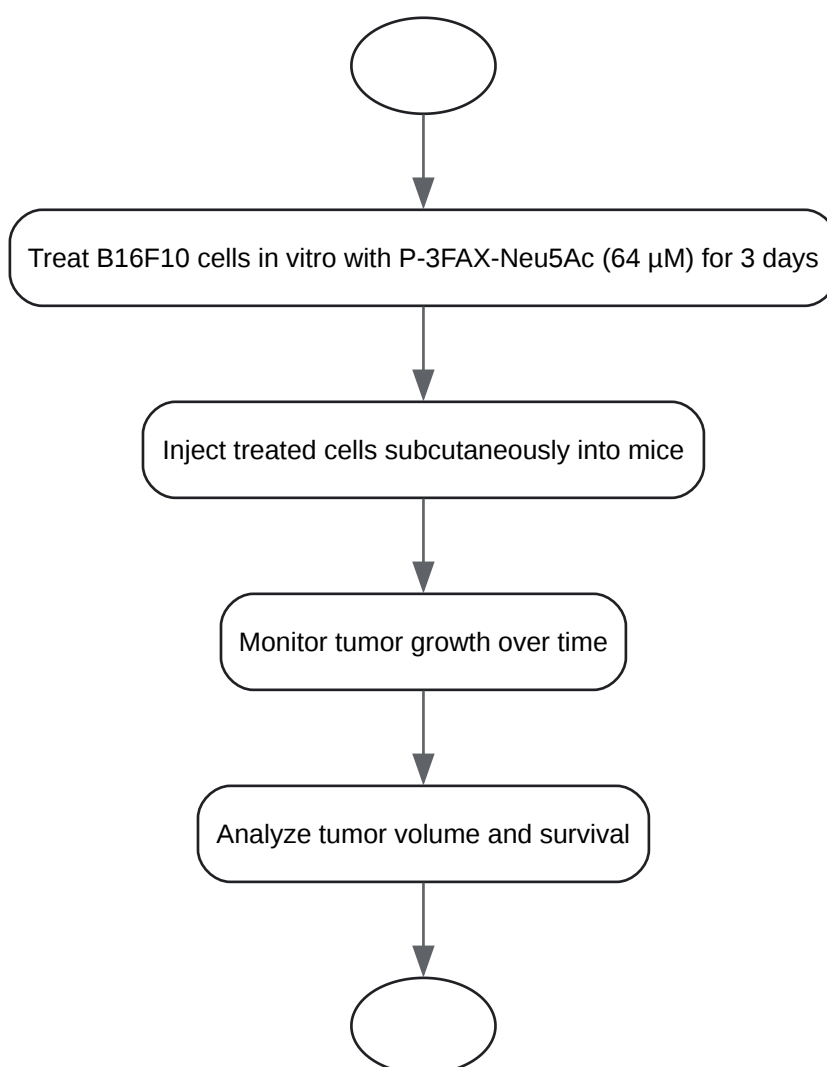 Treat B16F10 cells in vitro with P-3FAX-Neu5Ac (64 µM) for 3 days
Inject treated cells subcutaneously into mice
Monitor tumor growth over time
Analyze tumor volume and survival